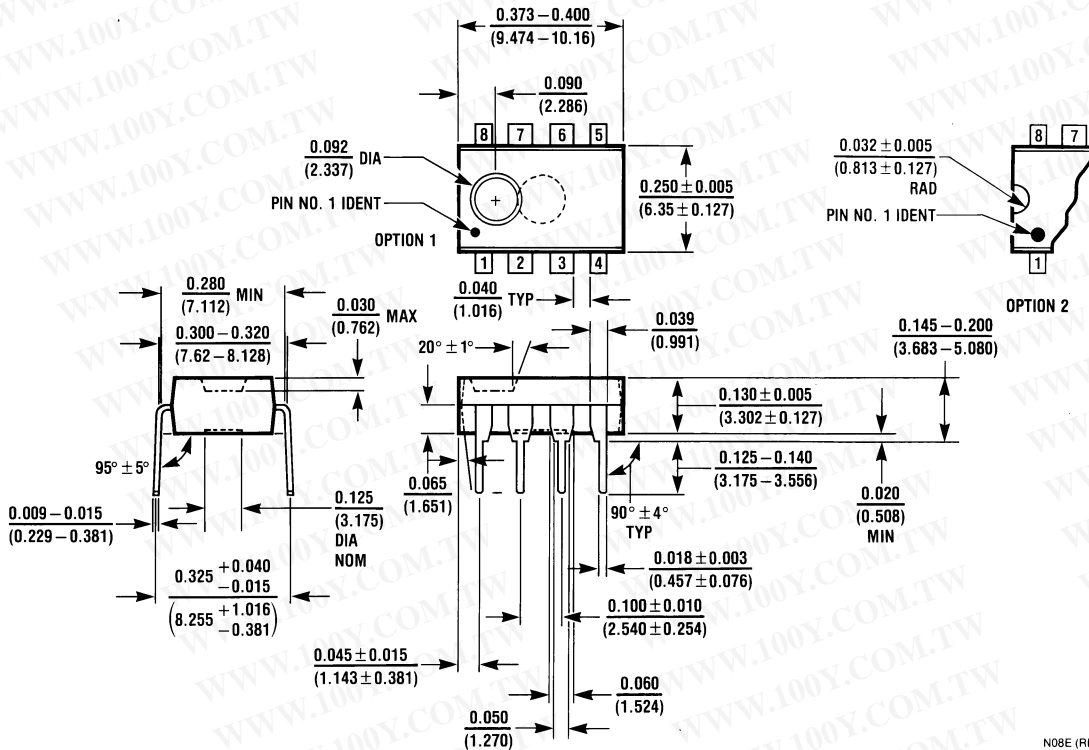 0.373 – 0.400
(9.474 – 10.16)
0.090
(2.286)
8 7 6 5
0.092 DIA
(2.337)
PIN NO. 1 IDENT
OPTION 1
0.250 ± 0.005
(6.35 ± 0.127)
1 2 3 4
8 7
0.032 ± 0.005
(0.813 ± 0.127)
RAD
PIN NO. 1 IDENT
1
OPTION 2
0.280 MIN
(7.112)
0.300 – 0.320
(7.62 – 8.128)
0.030 MAX
(0.762)
0.040 TYP
(1.016)
0.039
(0.991)
20° ± 1°
0.145 – 0.200
(3.683 – 5.080)
0.130 ± 0.005
(3.302 ± 0.127)
0.125 – 0.140
(3.175 – 3.556)
0.020
(0.508)
MIN
95° ± 5°
0.065
(1.651)
90° ± 4°
TYP
0.009 – 0.015
(0.229 – 0.381)
0.125
(3.175)
DIA
NOM
0.325 +0.040
–0.015
(8.255 +1.016
–0.381)
0.018 ± 0.003
(0.457 ± 0.076)
0.100 ± 0.010
(2.540 ± 0.254)
0.045 ± 0.015
(1.143 ± 0.381)
0.060
(1.524)
0.050
(1.270)
WWW.100Y.COM.TW